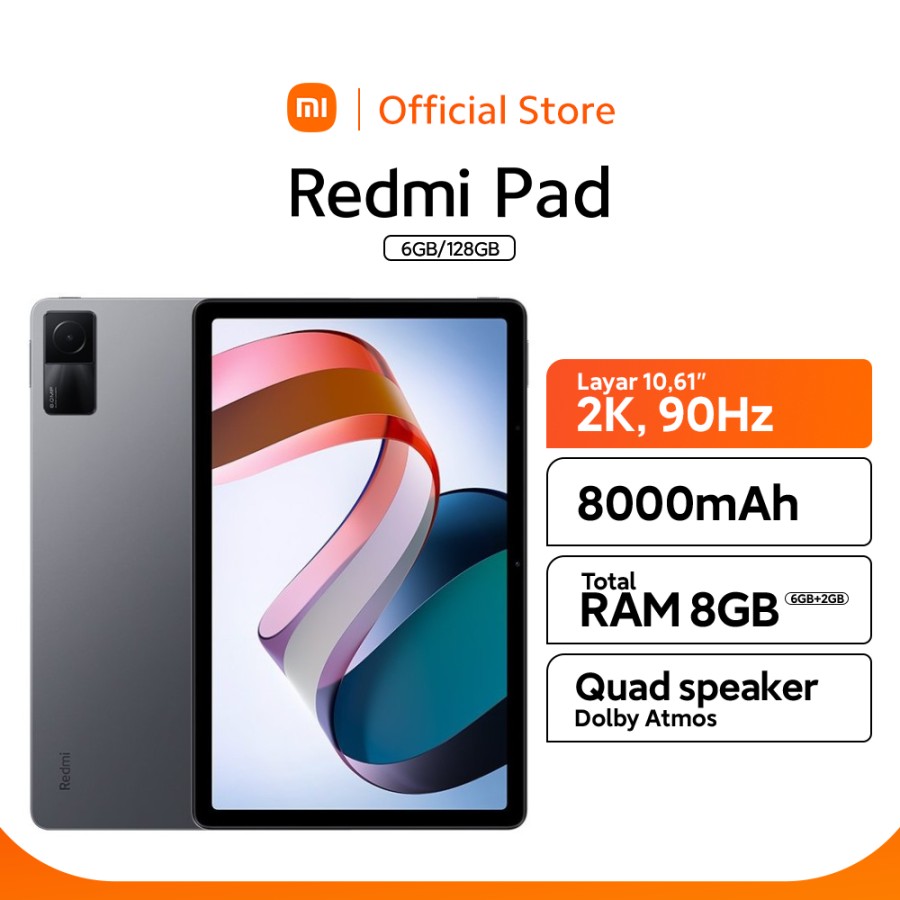 mi | Official Store
Redmi Pad
6GB/128GB
Layar 10,61"
2K, 90Hz
8000mAh
Total
RAM 8GB 6GB+2GB
Quad speaker
Dolby Atmos
Redmi